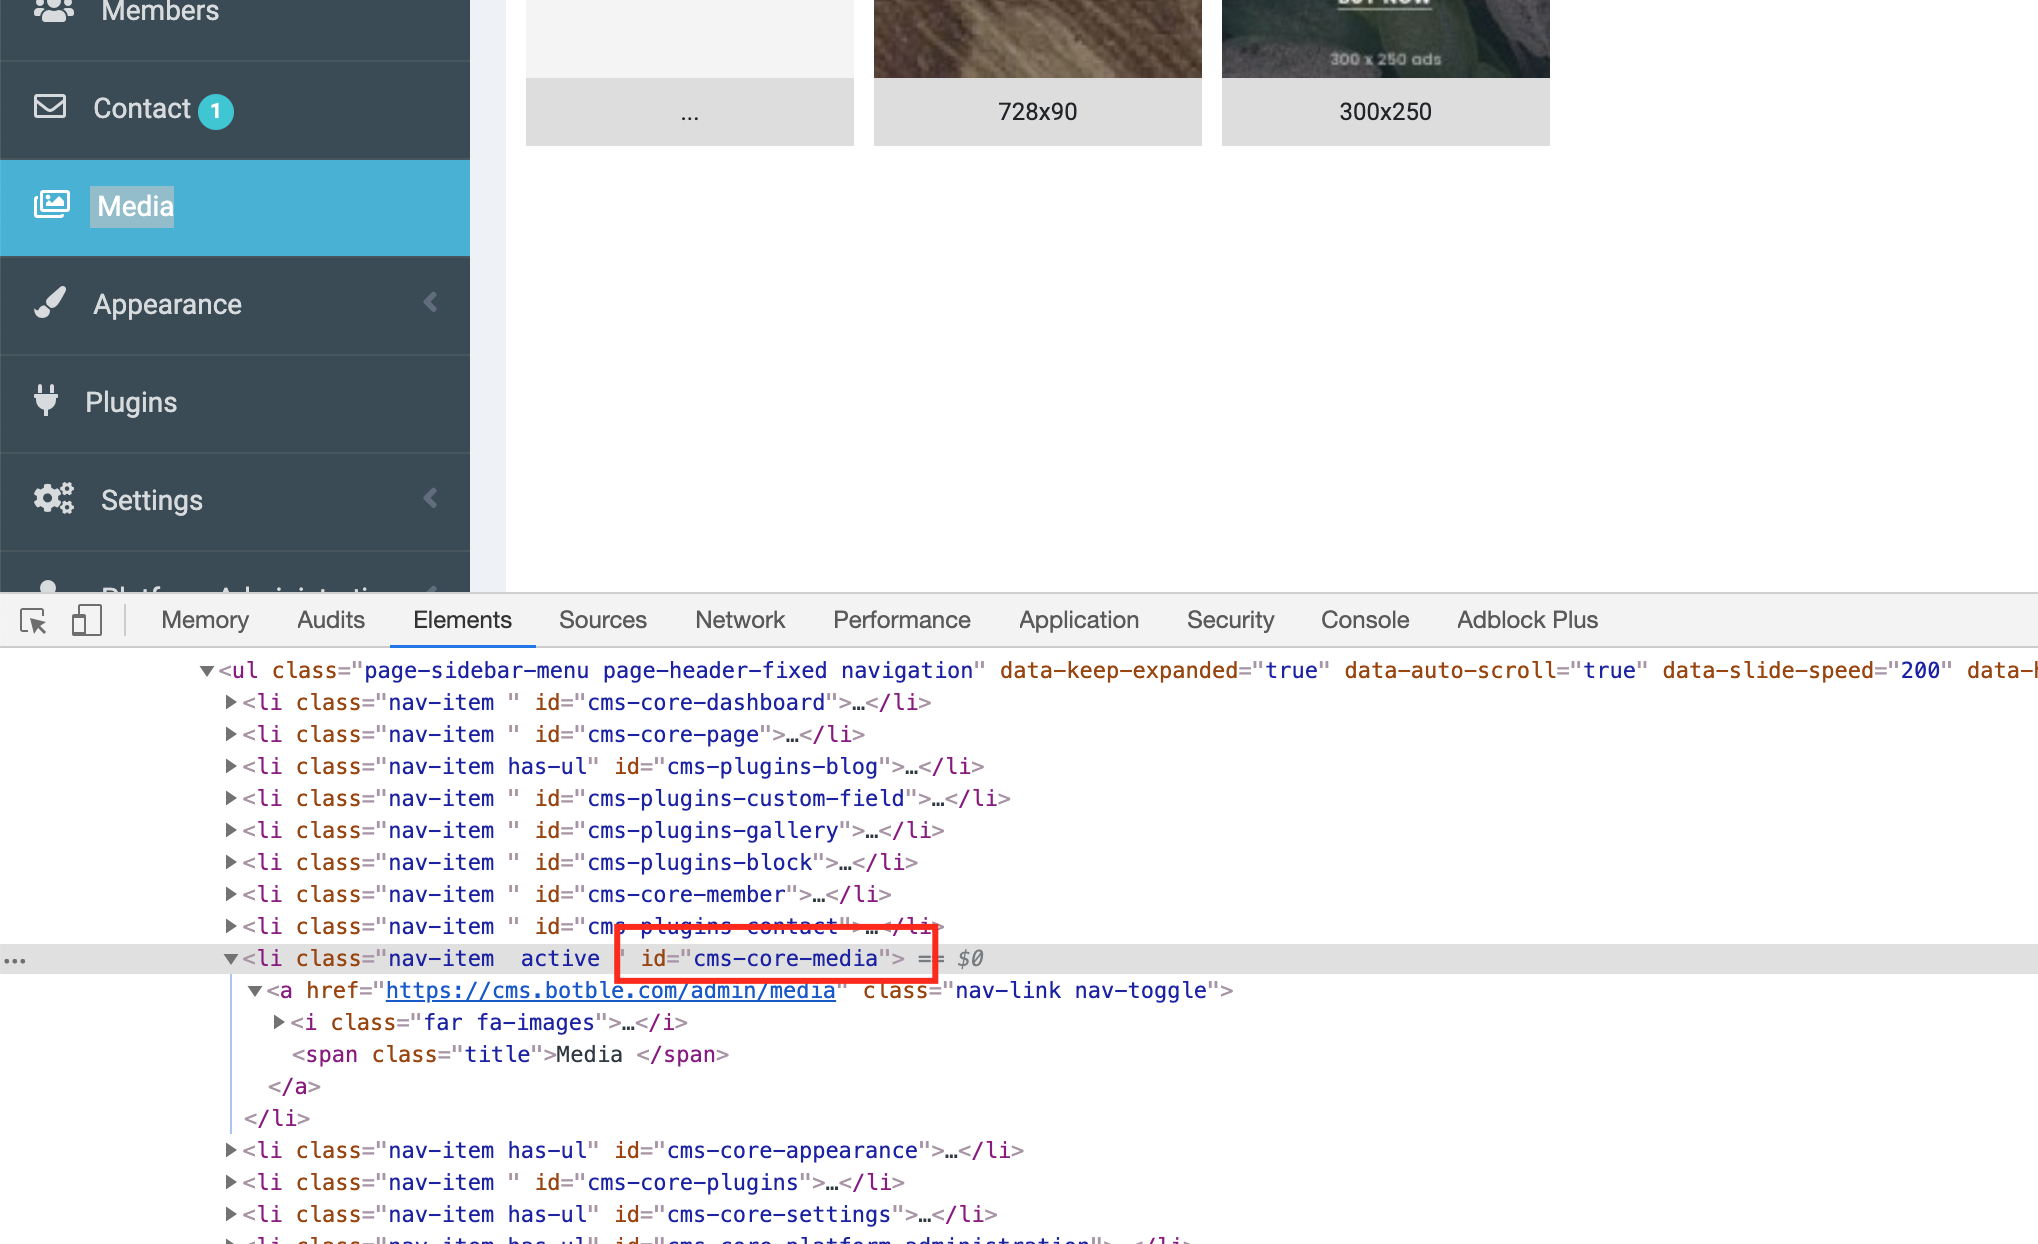 Members
BUY NOW
300 x 250 ads
Contact 1
... 728x90 300x250
Media
Appearance
Plugins
Settings
Memory Audits Elements Sources Network Performance Application Security Console Adblock Plus
<ul class="page-sidebar-menu page-header-fixed navigation" data-keep-expanded="true" data-auto-scroll="true" data-slide-speed="200"
<li class="nav-item " id="cms-core-dashboard">…</li>
<li class="nav-item " id="cms-core-page">…</li>
<li class="nav-item has-ul" id="cms-plugins-blog">…</li>
<li class="nav-item " id="cms-plugins-custom-field">…</li>
<li class="nav-item " id="cms-plugins-gallery">…</li>
<li class="nav-item " id="cms-plugins-block">…</li>
<li class="nav-item " id="cms-core-member">…</li>
<li class="nav-item " id="cms-plugins-contact">…</li>
... <li class="nav-item  active " id="cms-core-media"> == $0
<a href="https://cms.botble.com/admin/media" class="nav-link nav-toggle">
<i class="far fa-images">…</i>
<span class="title">Media </span>
</a>
</li>
<li class="nav-item has-ul" id="cms-core-appearance">…</li>
<li class="nav-item " id="cms-core-plugins">…</li>
<li class="nav-item has-ul" id="cms-core-settings">…</li>
<li class="nav-item has-ul" id="cms-core-platform-administration">…</li>